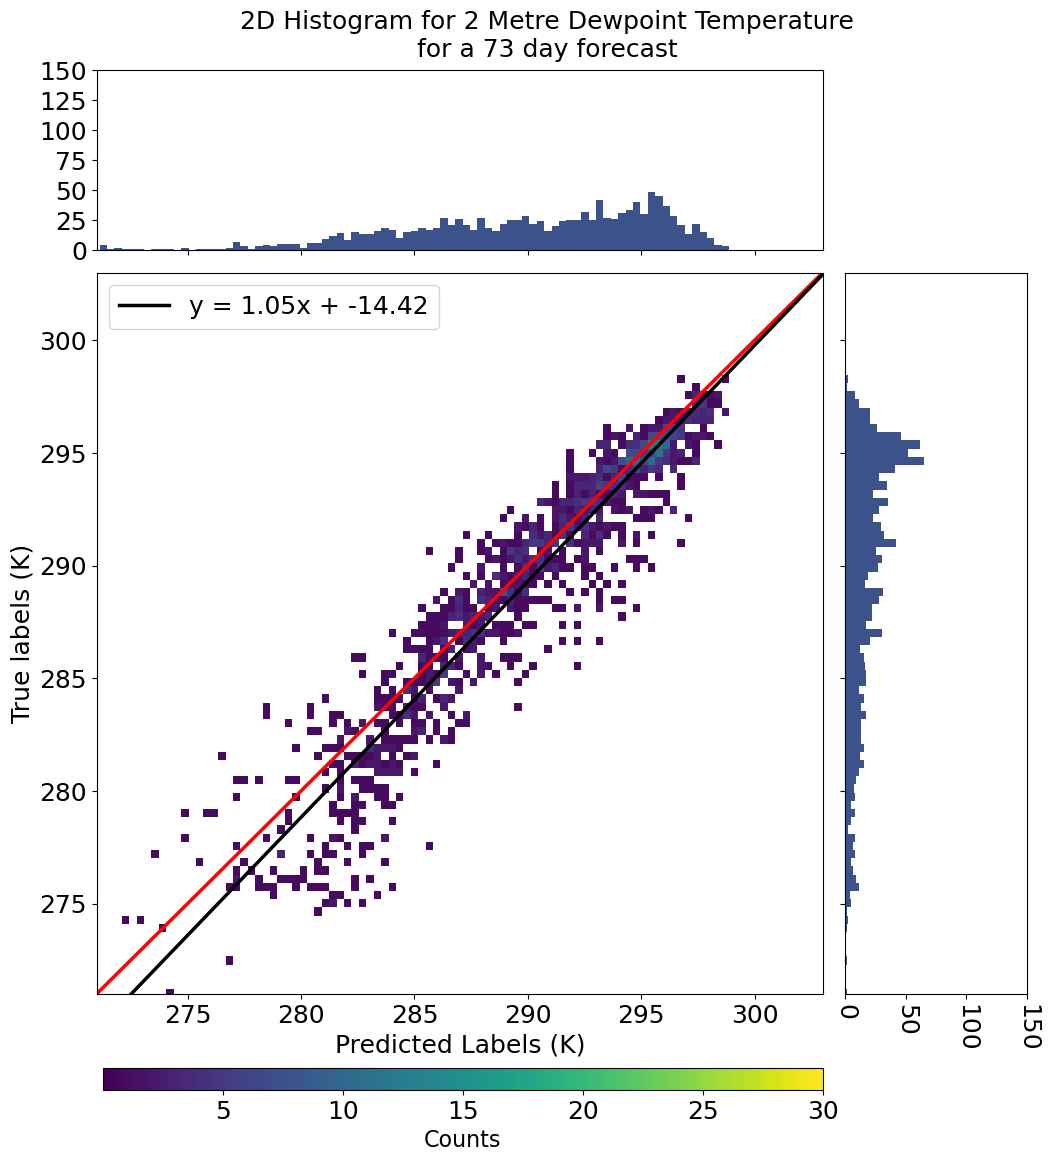 2D Histogram for 2 Metre Dewpoint Temperature
for a 73 day forecast
150
125
100
75
50
25
0
y = 1.05x + -14.42
300
295
290
285
280
275
True labels (K)
275 280 285 290 295 300
Predicted Labels (K)
0 50 100 150
5 10 15 20 25 30
Counts